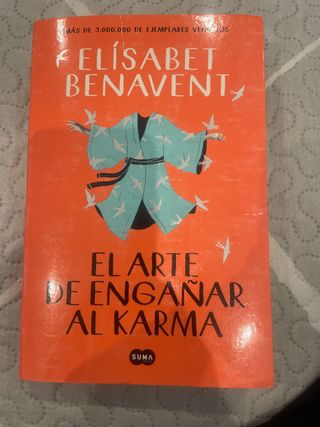 MÁS DE 3.000.000 DE EJEMPLARES VENDIDOS
ELÍSABET
BENAVENT
EL ARTE
DE ENGAÑAR
AL KARMA
SUMA